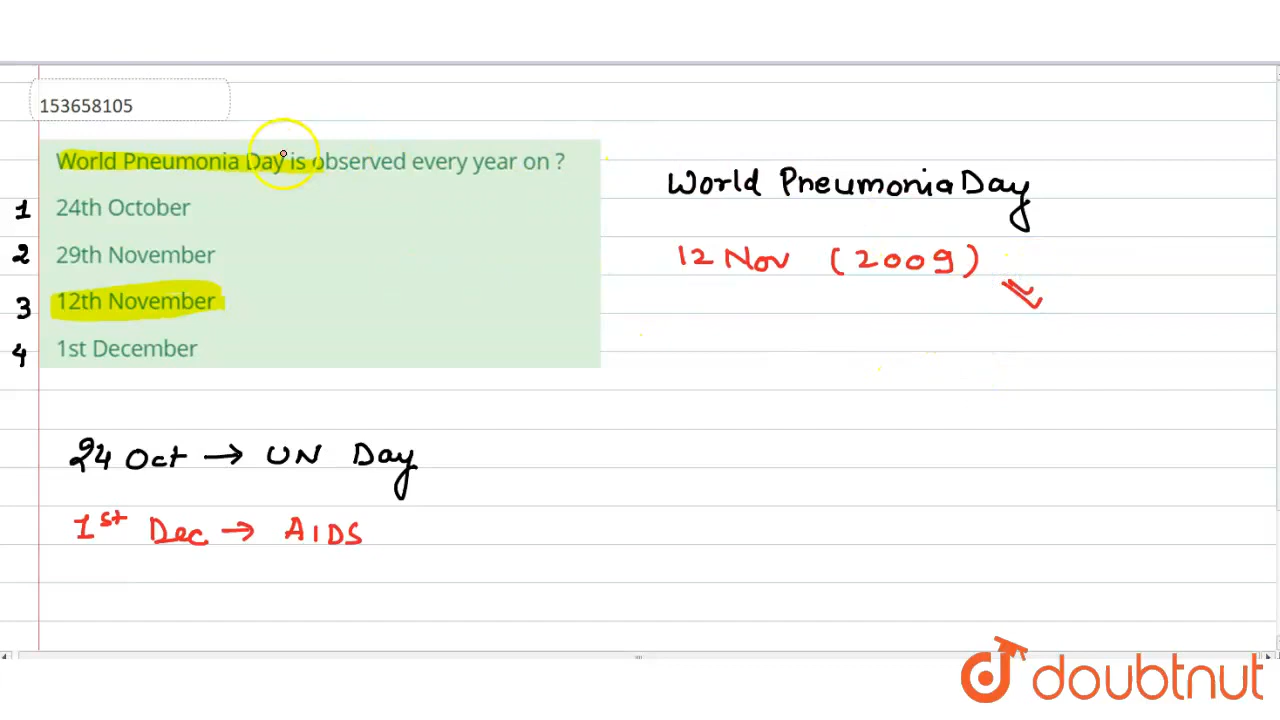 153658105
World Pneumonia Day is observed every year on ?
1 24th October
2 29th November
3 12th November
4 1st December
World Pneumonia Day
12 Nov (2009)
24 Oct → UN Day
1st Dec → AIDS
doubtnut